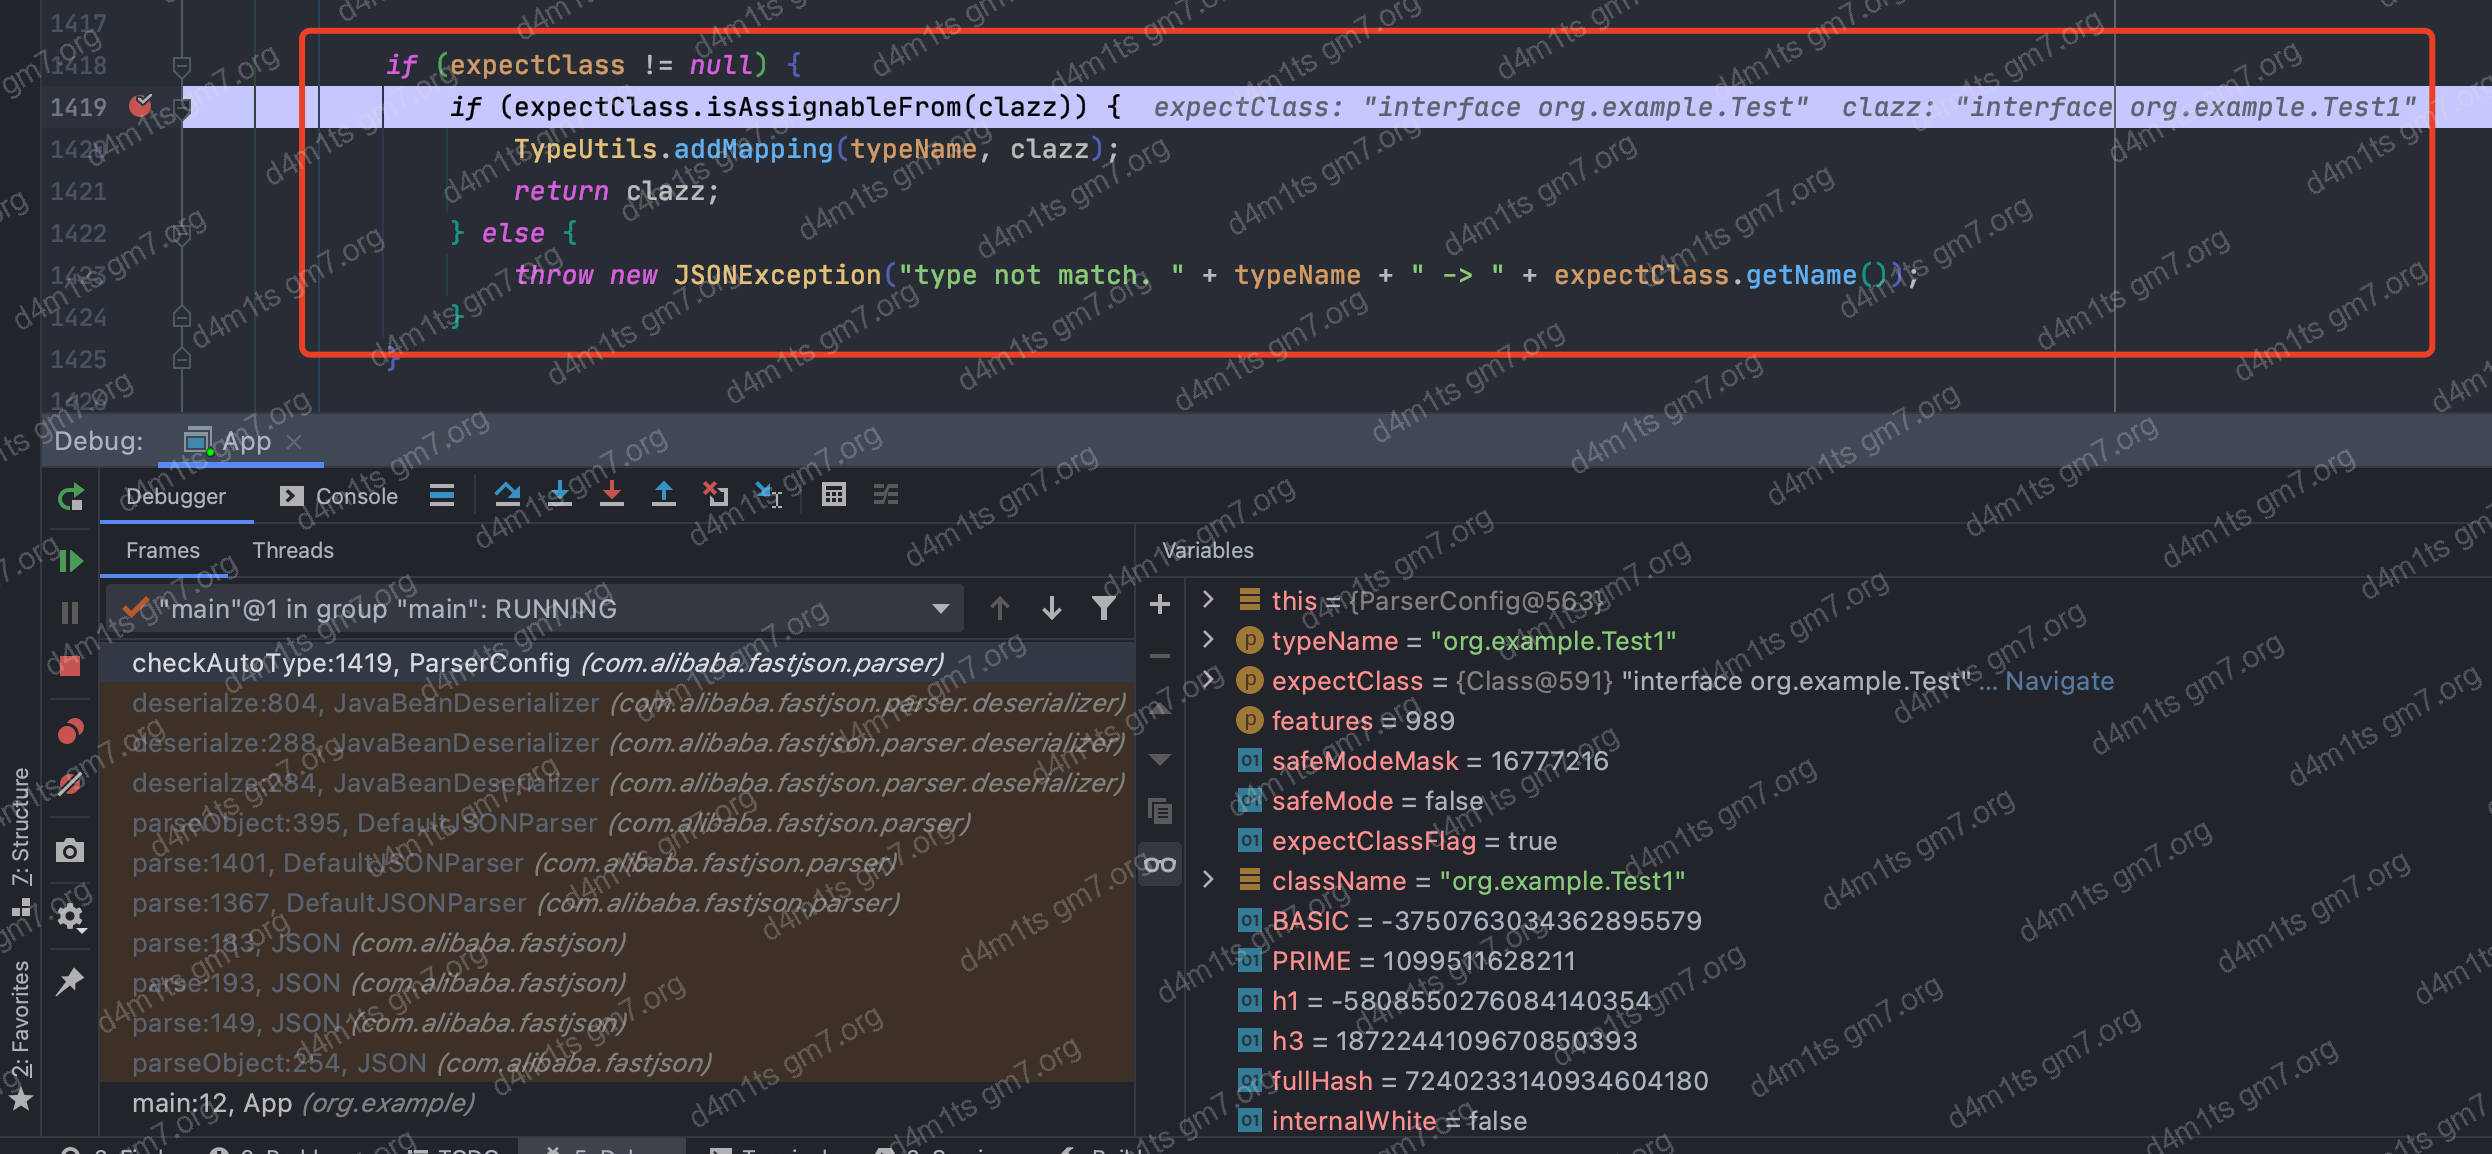 1417
1418 if (expectClass != null) {
1419 if (expectClass.isAssignableFrom(clazz)) { expectClass: "interface org.example.Test" clazz: "interface org.example.Test1"
1420 TypeUtils.addMapping(typeName, clazz);
1421 return clazz;
1422 } else {
1423 throw new JSONException("type not match. " + typeName + " -> " + expectClass.getName());
1424 }
1425 }
1426
Debug: App
Debugger Console
Frames Threads Variables
"main"@1 in group "main": RUNNING
checkAutoType:1419, ParserConfig (com.alibaba.fastjson.parser)
deserialze:804, JavaBeanDeserializer (com.alibaba.fastjson.parser.deserializer)
deserialze:288, JavaBeanDeserializer (com.alibaba.fastjson.parser.deserializer)
deserialze:284, JavaBeanDeserializer (com.alibaba.fastjson.parser.deserializer)
parseObject:395, DefaultJSONParser (com.alibaba.fastjson.parser)
parse:1401, DefaultJSONParser (com.alibaba.fastjson.parser)
parse:1367, DefaultJSONParser (com.alibaba.fastjson.parser)
parse:183, JSON (com.alibaba.fastjson)
parse:193, JSON (com.alibaba.fastjson)
parse:149, JSON (com.alibaba.fastjson)
parseObject:254, JSON (com.alibaba.fastjson)
main:12, App (org.example)
this = {ParserConfig@563}
typeName = "org.example.Test1"
expectClass = {Class@591} "interface org.example.Test" ... Navigate
features = 989
safeModeMask = 16777216
safeMode = false
expectClassFlag = true
className = "org.example.Test1"
BASIC = -3750763034362895579
PRIME = 1099511628211
h1 = -5808550276084140354
h3 = 1872244109670850393
fullHash = 7240233140934604180
internalWhite = false
7: Structure
2: Favorites
d4m1ts gm7.org